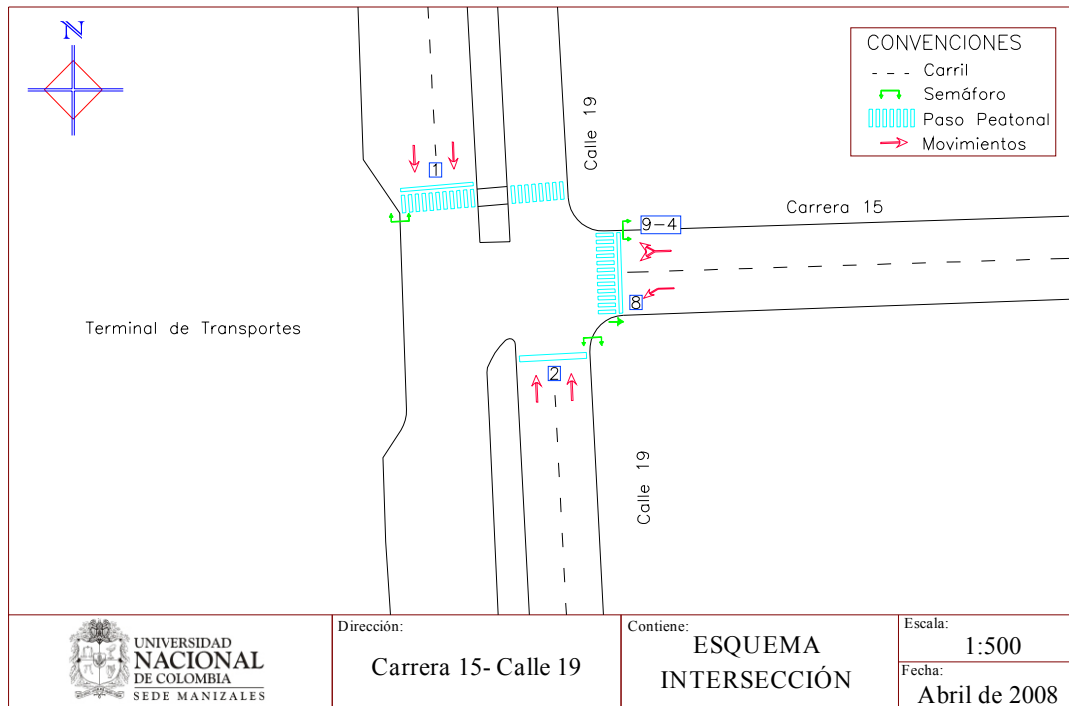 N
CONVENCIONES
Carril
Semáforo
Paso Peatonal
Movimientos
Calle 19
1
9-4
Carrera 15
8
Terminal de Transportes
2
Calle 19
UNIVERSIDAD
NACIONAL
DE COLOMBIA
SEDE MANIZALES
Dirección:
Carrera 15- Calle 19
Contiene:
ESQUEMA
INTERSECCIÓN
Escala:
1:500
Fecha:
Abril de 2008